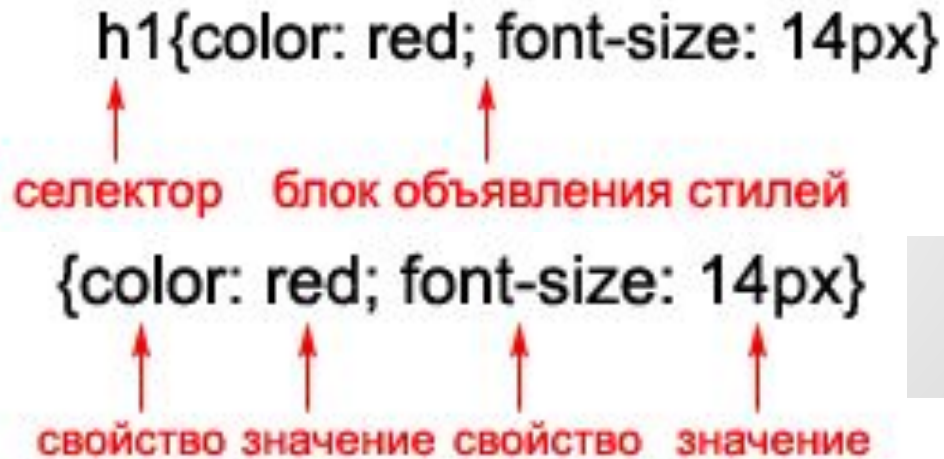 h1{color: red; font-size: 14px}
селектор блок объявления стилей
{color: red; font-size: 14px}
свойство значение свойство значение